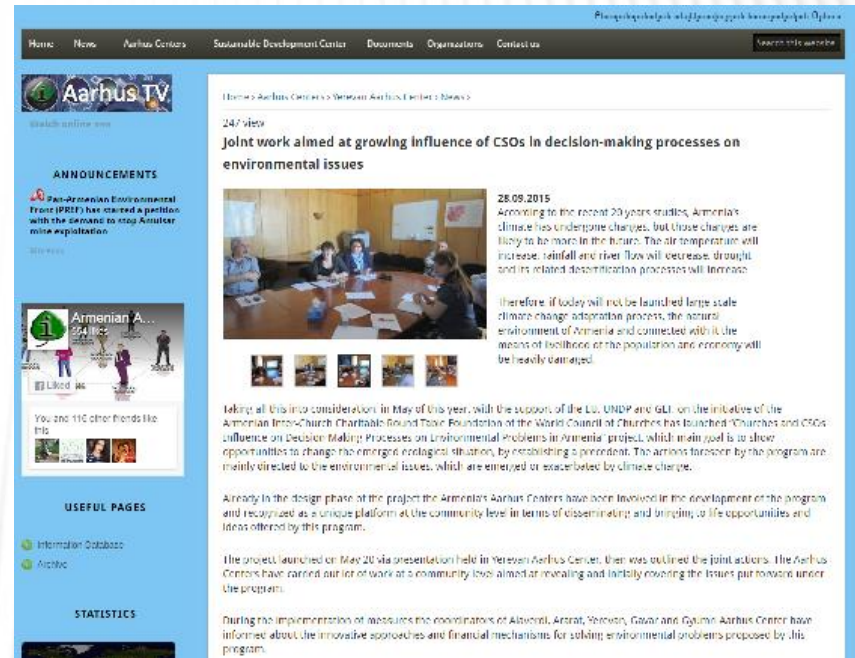 Home News Aarhus Centers Sustainable Development Center Documents Organizations Contact us Search this website
Aarhus TV
Watch online
Home › Aarhus Centers › Yerevan Aarhus Center › News ›
247 view
Joint work aimed at growing influence of CSOs in decision-making processes on
environmental issues
ANNOUNCEMENTS
Pan-Armenian Environmental
Front (PAEF) has started a petition
with the demand to stop Amulsar
mine exploitation
28.09.2015
According to the recent 20 years studies, Armenia's
climate has undergone changes, but those changes are
likely to be more in the future. The air temperature will
increase, rainfall and river flow will decrease, drought
and its related desertification processes will increase.
Therefore, if today will not be launched large scale
climate change adaptation process, the natural
environment of Armenia and connected with it the
means of livelihood of the population and economy will
be heavily damaged.
Armenian A...
554 likes
Liked
You and 116 other friends like
this
Taking all this into consideration, in May of this year, with the support of the EU, UNDP and GEF, on the initiative of the
Armenian Inter-Church Charitable Round Table Foundation of the World Council of Churches has launched "Churches and CSOs
influence on Decision Making Processes on Environmental Problems in Armenia" project, which main goal is to show
opportunities to change the emerged ecological situation, by establishing a precedent. The actions foreseen by the program are
mainly directed to the environmental issues, which are emerged or exacerbated by climate change.
Already in the design phase of the project the Armenia's Aarhus Centers have been involved in the development of the program
and recognized as a unique platform at the community level in terms of disseminating and bringing to life opportunities and
ideas offered by this program.
USEFUL PAGES
Information Database
Archive
The project launched on May 20 via presentation held in Yerevan Aarhus Center, then was outlined the joint actions. The Aarhus
Centers have carried out lot of work at a community level aimed at revealing and initially covering the issues put forward under
the program.
STATISTICS
During the implementation of measures the coordinators of Alaverdi, Ararat, Yerevan, Gavar and Gyumri Aarhus Center have
informed about the innovative approaches and financial mechanisms for solving environmental problems proposed by this
program.